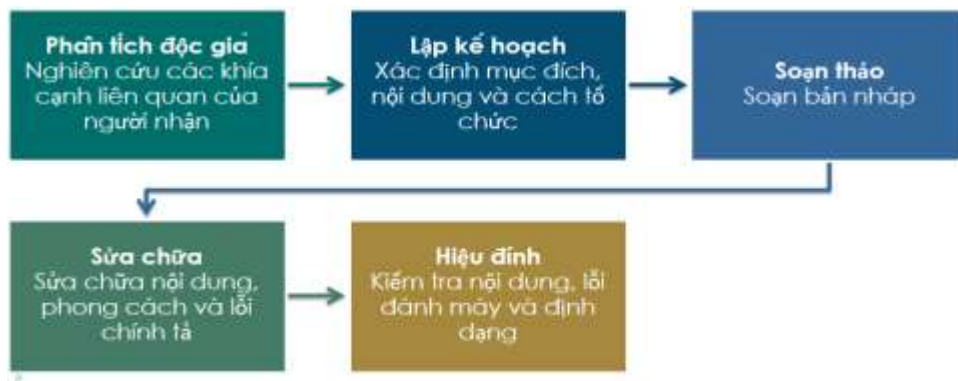 Phân tích độc giả
Nghiên cứu các khía
cạnh liên quan của
người nhận
Lập kế hoạch
Xác định mục đích,
nội dung và cách tổ
chức
Soạn thảo
Soạn bản nháp
Sửa chữa
Sửa chữa nội dung,
phong cách và lỗi
chính tả
Hiệu đính
Kiểm tra nội dung, lỗi
đánh máy và định
dạng